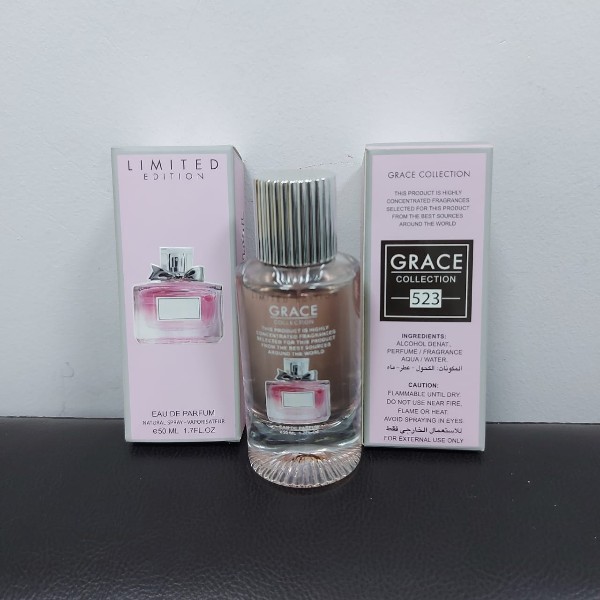 LIMITED
EDITION
EAU DE PARFUM
NATURAL SPRAY - VAPORISATEUR
e50 ML 1.7FL.OZ
GRACE
COLLECTION
THIS PRODUCT IS HIGHLY
CONCENTRATED FRAGRANCES
SELECTED FOR THIS PRODUCT
FROM THE BEST SOURCES
AROUND THE WORLD
GRACE COLLECTION
THIS PRODUCT IS HIGHLY
CONCENTRATED FRAGRANCES
SELECTED FOR THIS PRODUCT
FROM THE BEST SOURCES
AROUND THE WORLD
GRACE
COLLECTION
523
INGREDIENTS:
ALCOHOL DENAT,
PERFUME / FRAGRANCE
AQUA / WATER.
المكونات: الكحول - عطر - ماء
CAUTION:
FLAMMABLE UNTIL DRY
DO NOT USE NEAR FIRE,
FLAME OR HEAT
AVOID SPRAYING IN EYES
للاستعمال الخارجي فقط
FOR EXTERNAL USE ONLY